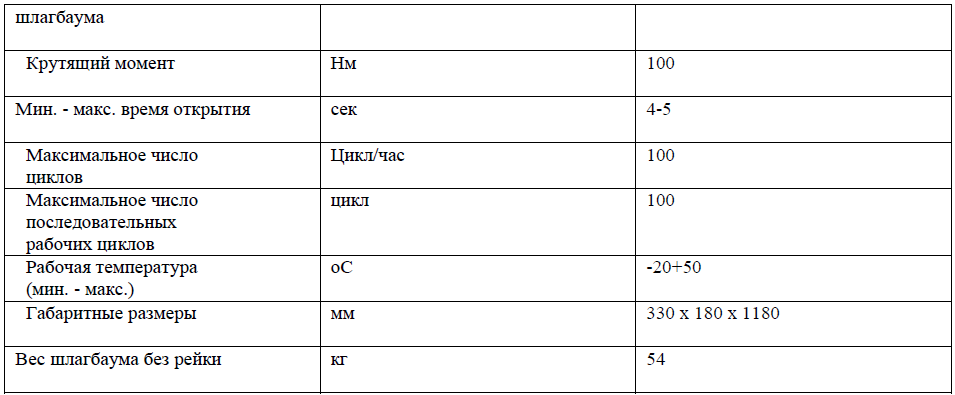 шлагбаума
Крутящий момент Нм 100
Мин. - макс. время открытия сек 4-5
Максимальное число Цикл/час 100
циклов
Максимальное число цикл 100
последовательных
рабочих циклов
Рабочая температура оС -20+50
(мин. - макс.)
Габаритные размеры мм 330 х 180 х 1180
Вес шлагбаума без рейки кг 54